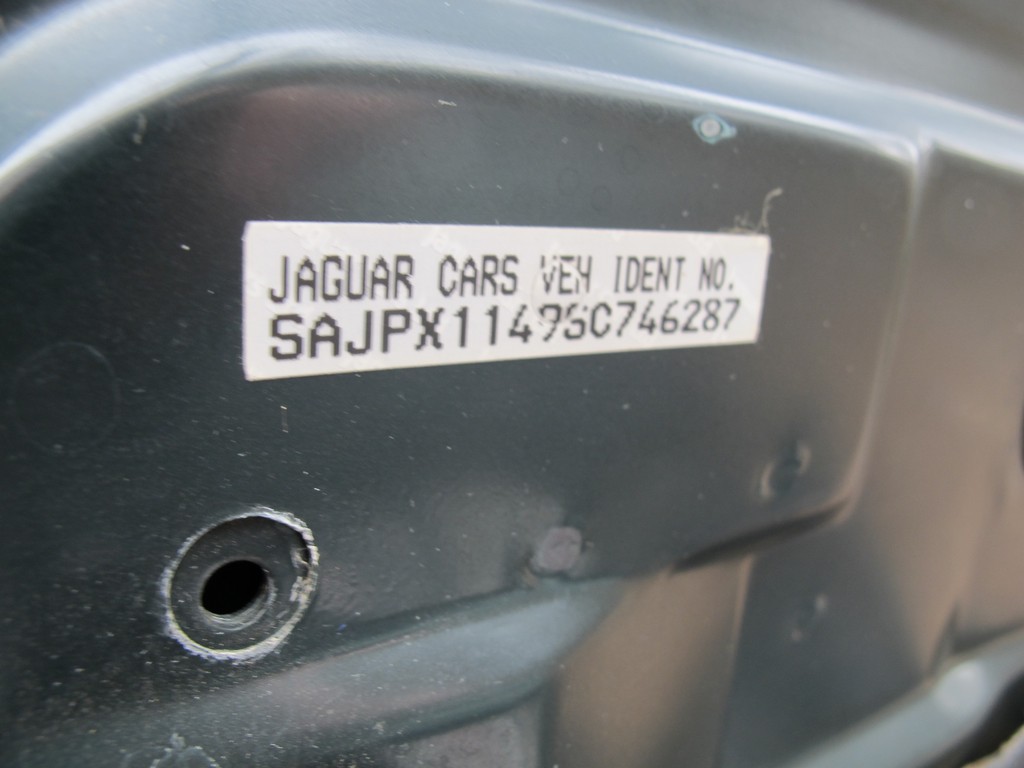 JAGUAR CARS VEH IDENT NO.
SAJPX1149SC746287